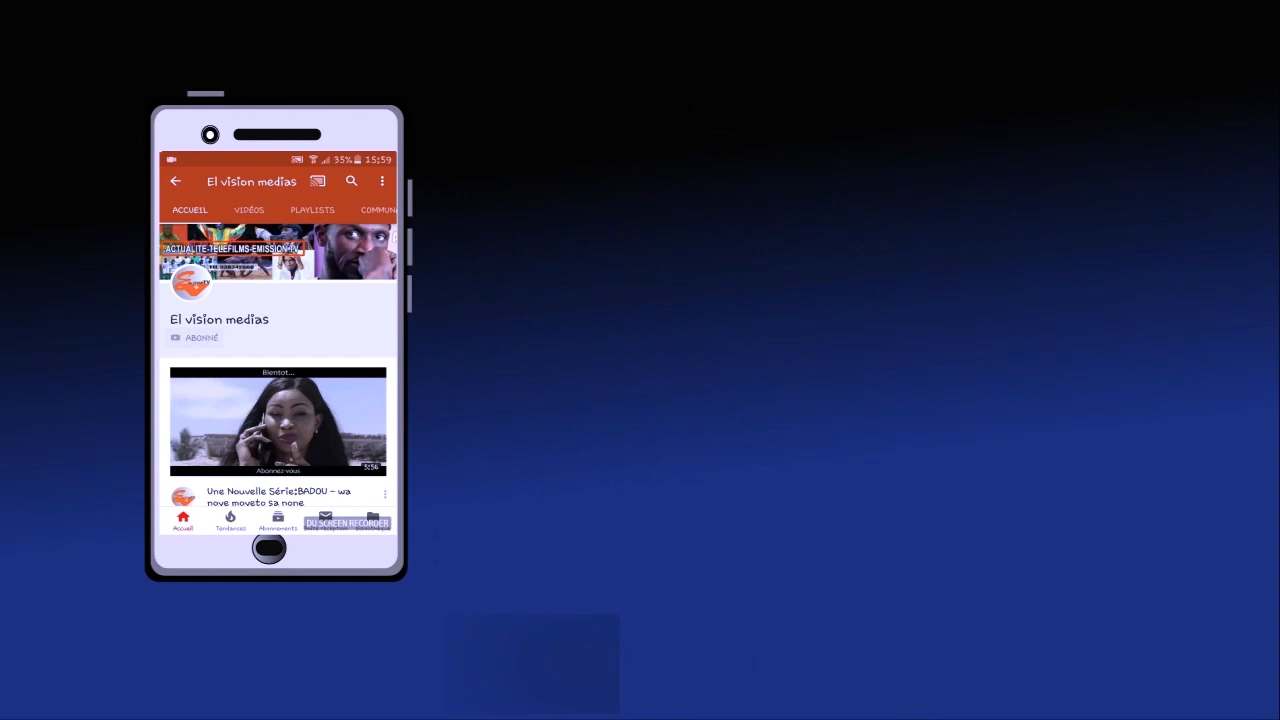 35% 15:59
El vision medias
ACCUEIL VIDÉOS PLAYLISTS COMMUNA
ACTUALITE-TELEFILMS-EMISSION TV
El vision medias
ABONNÉ
Bientot...
Abonnez-vous
5:56
Une Nouvelle Série:BADOU – wa
nove moveto sa none
Accueil Tendances Abonnements
DU SCREEN RECORDER